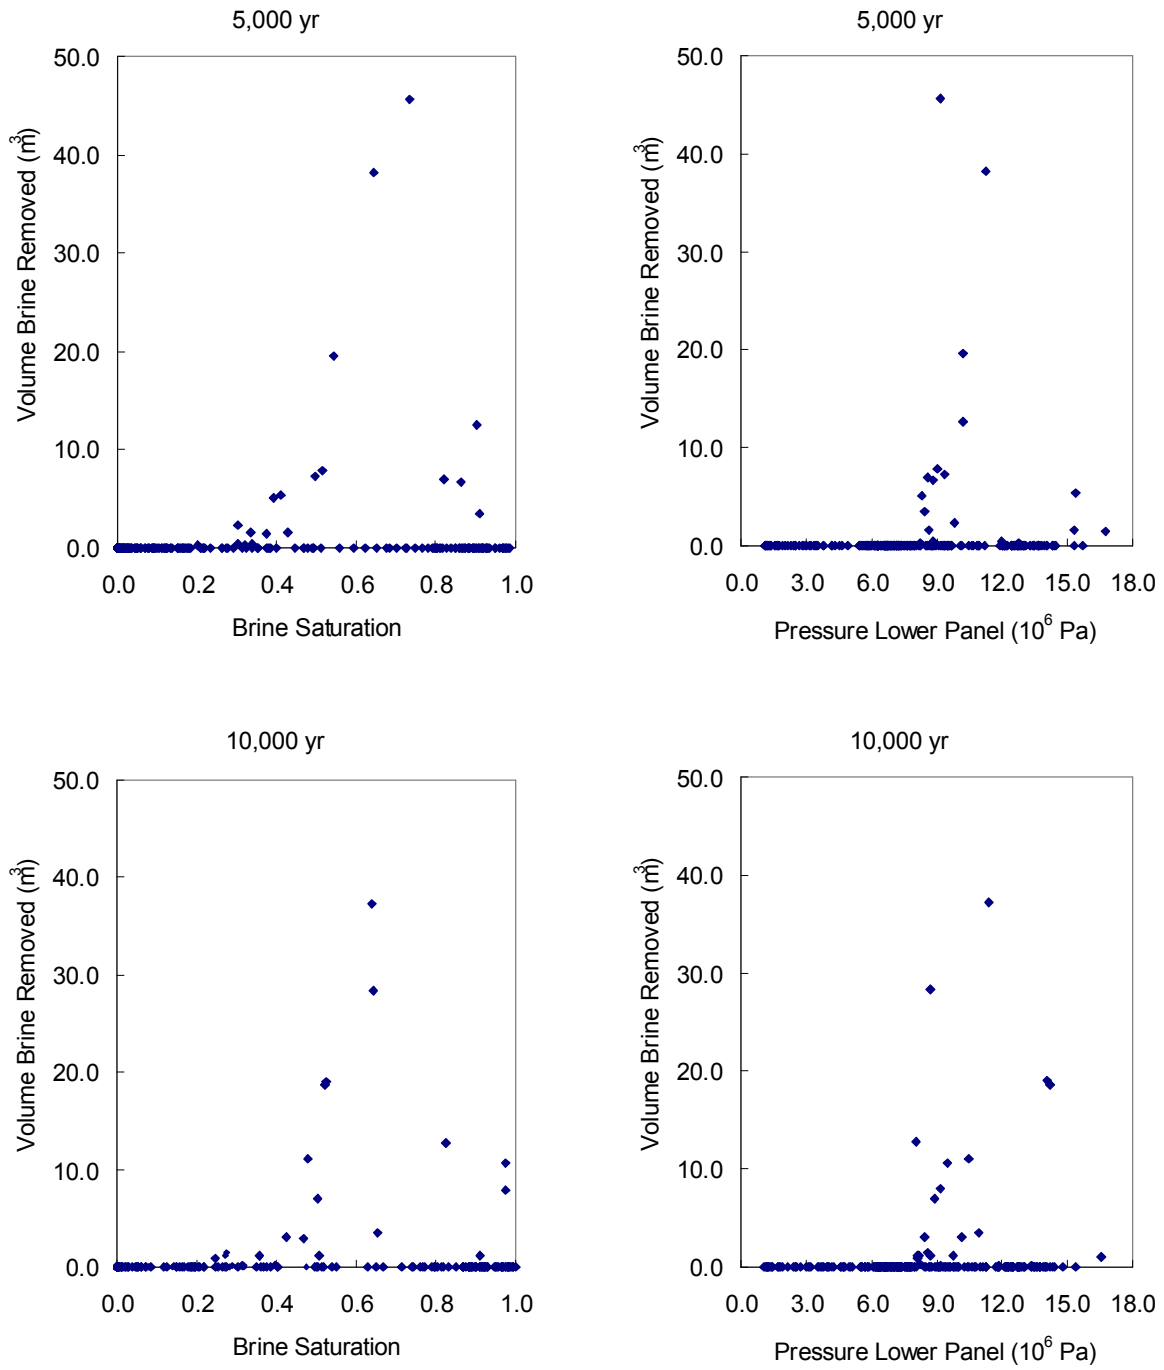 5,000 yr
50.0
40.0
30.0
20.0
10.0
0.0
Volume Brine Removed (m³)
0.0 0.2 0.4 0.6 0.8 1.0
Brine Saturation
5,000 yr
50.0
40.0
30.0
20.0
10.0
0.0
Volume Brine Removed (m³)
0.0 3.0 6.0 9.0 12.0 15.0 18.0
Pressure Lower Panel (10⁶ Pa)
10,000 yr
50.0
40.0
30.0
20.0
10.0
0.0
Volume Brine Removed (m³)
0.0 0.2 0.4 0.6 0.8 1.0
Brine Saturation
10,000 yr
50.0
40.0
30.0
20.0
10.0
0.0
Volume Brine Removed (m³)
0.0 3.0 6.0 9.0 12.0 15.0 18.0
Pressure Lower Panel (10⁶ Pa)